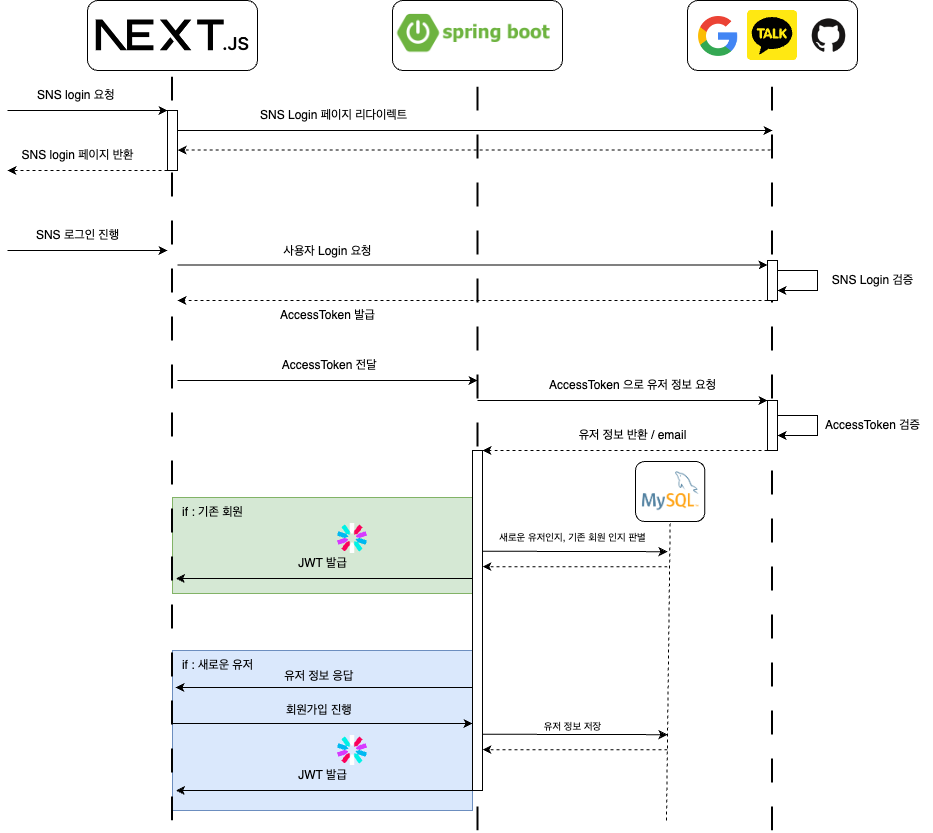 NEXT.JS
spring boot
TALK
SNS login 요청
SNS Login 페이지 리다이렉트
SNS login 페이지 반환
SNS 로그인 진행
사용자 Login 요청
SNS Login 검증
AccessToken 발급
AccessToken 전달
AccessToken 으로 유저 정보 요청
AccessToken 검증
유저 정보 반환 / email
MySQL
if : 기존 회원
새로운 유저인지, 기존 회원 인지 판별
JWT 발급
if : 새로운 유저
유저 정보 응답
회원가입 진행
유저 정보 저장
JWT 발급